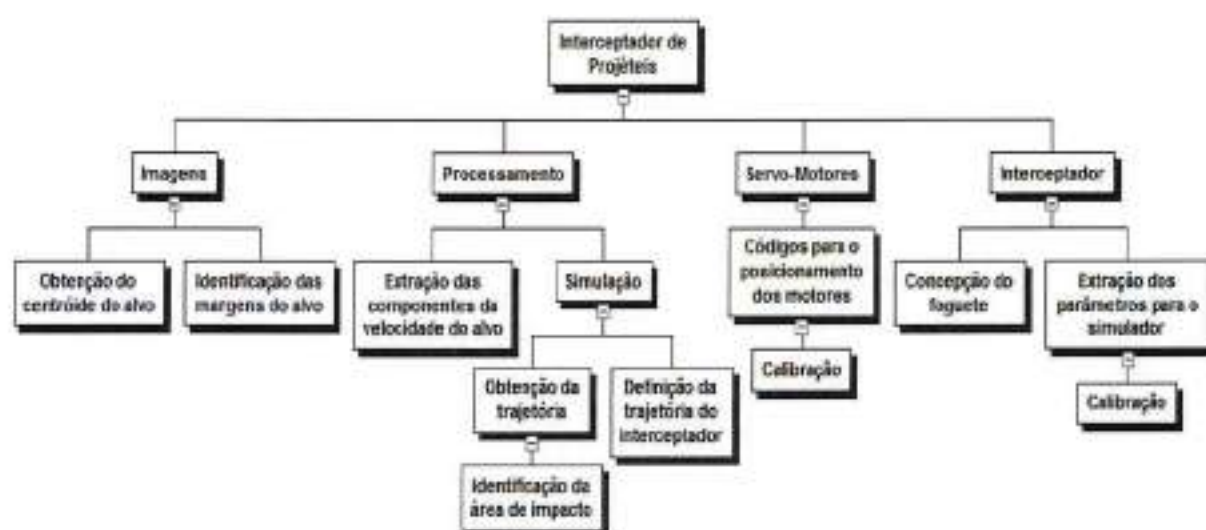 Interceptador de
Projéteis
Imagens
Processamento
Servo-Motores
Interceptador
Obtenção do
centróide do alvo
Identificação das
margens do alvo
Extração das
componentes da
velocidade do alvo
Simulação
Códigos para o
posicionamento
dos motores
Concepção do
foguete
Extração dos
parâmetros para o
simulador
Obtenção da
trajetória
Definição da
trajetória do
interceptador
Calibração
Calibração
Identificação da
área de impacto